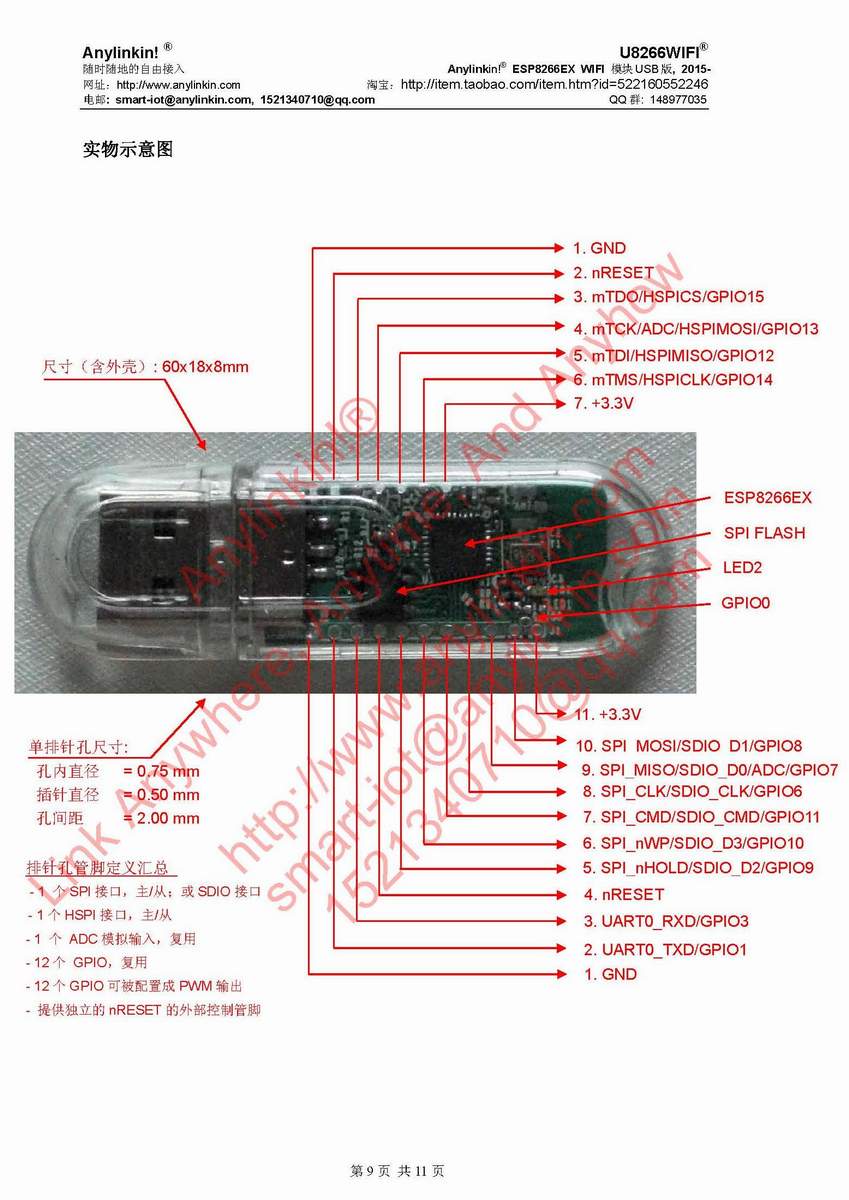 Anylinkin! ®
U8266WIFI®
随时随地的自由接入
Anylinkin!® ESP8266EX WIFI 模块 USB 版, 2015-
网址: http://www.anylinkin.com
淘宝: http://item.taobao.com/item.htm?id=522160552246
电邮: smart-iot@anylinkin.com, 1521340710@qq.com
QQ 群: 148977035
实物示意图
1. GND
2. nRESET
3. mTDO/HSPICS/GPIO15
4. mTCK/ADC/HSPIMOSI/GPIO13
5. mTDI/HSPIMISO/GPIO12
6. mTMS/HSPICLK/GPIO14
7. +3.3V
尺寸（含外壳）: 60x18x8mm
ESP8266EX
SPI FLASH
LED2
GPIO0
11. +3.3V
10. SPI_MOSI/SDIO_D1/GPIO8
9. SPI_MISO/SDIO_D0/ADC/GPIO7
8. SPI_CLK/SDIO_CLK/GPIO6
7. SPI_CMD/SDIO_CMD/GPIO11
6. SPI_nWP/SDIO_D3/GPIO10
5. SPI_nHOLD/SDIO_D2/GPIO9
4. nRESET
3. UART0_RXD/GPIO3
2. UART0_TXD/GPIO1
1. GND
单排针孔尺寸:
孔内直径 = 0.75 mm
插针直径 = 0.50 mm
孔间距 = 2.00 mm
排针孔管脚定义汇总
- 1 个 SPI 接口，主/从；或 SDIO 接口
- 1 个 HSPI 接口，主/从
- 1 个 ADC 模拟输入，复用
- 12 个 GPIO，复用
- 12 个 GPIO 可被配置成 PWM 输出
- 提供独立的 nRESET 的外部控制管脚
Anylinkin!®
Link Anywhere, Anytime, And Anyhow
http://www.anylinkin.com
smart-iot@anylinkin.com
1521340710@qq.com
第 9 页 共 11 页